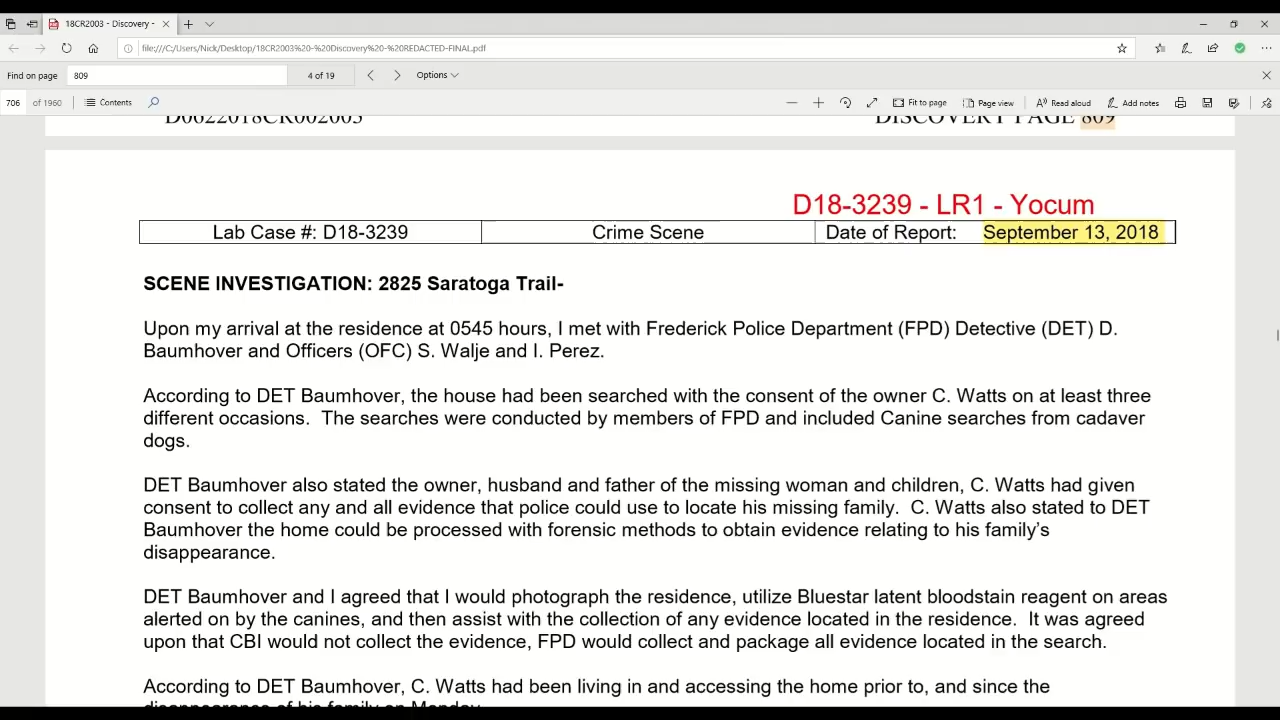 18CR2003 - Discovery -
file:///C:/Users/Nick/Desktop/18CR2003%20-%20Discovery%20-%20REDACTED-FINAL.pdf
Find on page 809 4 of 19 Options
706 of 1960 Contents Fit to page Page view Read aloud Add notes
D0622018CR002003 DISCOVERY PAGE 809
D18-3239 - LR1 - Yocum
Lab Case #: D18-3239 Crime Scene Date of Report: September 13, 2018
SCENE INVESTIGATION: 2825 Saratoga Trail-
Upon my arrival at the residence at 0545 hours, I met with Frederick Police Department (FPD) Detective (DET) D.
Baumhover and Officers (OFC) S. Walje and I. Perez.
According to DET Baumhover, the house had been searched with the consent of the owner C. Watts on at least three
different occasions.  The searches were conducted by members of FPD and included Canine searches from cadaver
dogs.
DET Baumhover also stated the owner, husband and father of the missing woman and children, C. Watts had given
consent to collect any and all evidence that police could use to locate his missing family.  C. Watts also stated to DET
Baumhover the home could be processed with forensic methods to obtain evidence relating to his family's
disappearance.
DET Baumhover and I agreed that I would photograph the residence, utilize Bluestar latent bloodstain reagent on areas
alerted on by the canines, and then assist with the collection of any evidence located in the residence.  It was agreed
upon that CBI would not collect the evidence, FPD would collect and package all evidence located in the search.
According to DET Baumhover, C. Watts had been living in and accessing the home prior to, and since the
disappearance of his family on Monday